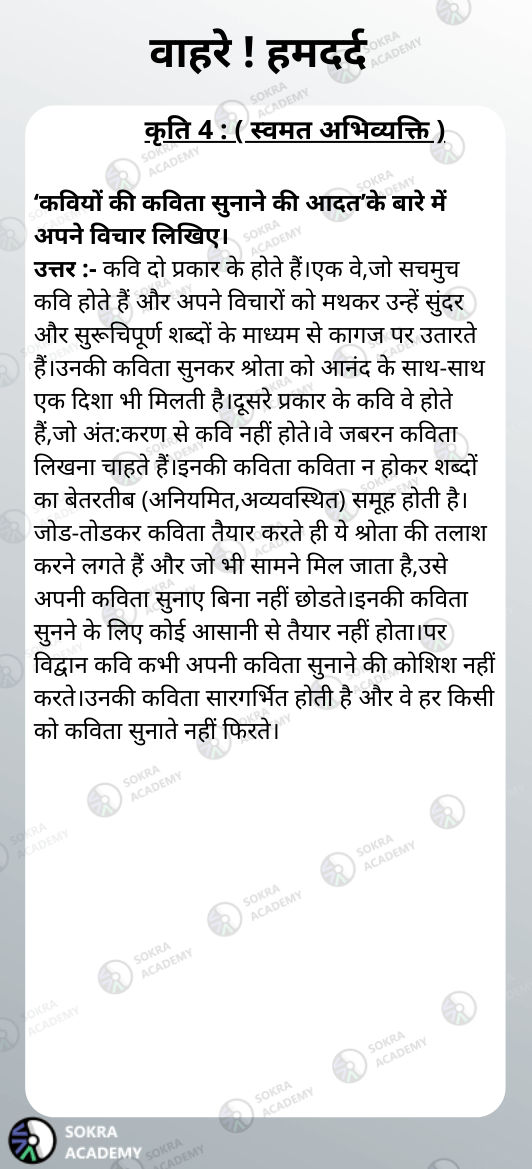 वाहरे ! हमदर्द
कृति 4 : ( स्वमत अभिव्यक्ति )
‘कवियों की कविता सुनाने की आदत’के बारे में
अपने विचार लिखिए।
उत्तर :- कवि दो प्रकार के होते हैं।एक वे,जो सचमुच
कवि होते हैं और अपने विचारों को मथकर उन्हें सुंदर
और सुरूचिपूर्ण शब्दों के माध्यम से कागज पर उतारते
हैं।उनकी कविता सुनकर श्रोता को आनंद के साथ-साथ
एक दिशा भी मिलती है।दूसरे प्रकार के कवि वे होते
हैं,जो अंत:करण से कवि नहीं होते।वे जबरन कविता
लिखना चाहते हैं।इनकी कविता कविता न होकर शब्दों
का बेतरतीब (अनियमित,अव्यवस्थित) समूह होती है।
जोड-तोडकर कविता तैयार करते ही ये श्रोता की तलाश
करने लगते हैं और जो भी सामने मिल जाता है,उसे
अपनी कविता सुनाए बिना नहीं छोडते।इनकी कविता
सुनने के लिए कोई आसानी से तैयार नहीं होता।पर
विद्वान कवि कभी अपनी कविता सुनाने की कोशिश नहीं
करते।उनकी कविता सारगर्भित होती है और वे हर किसी
को कविता सुनाते नहीं फिरते।
SOKRA
ACADEMY